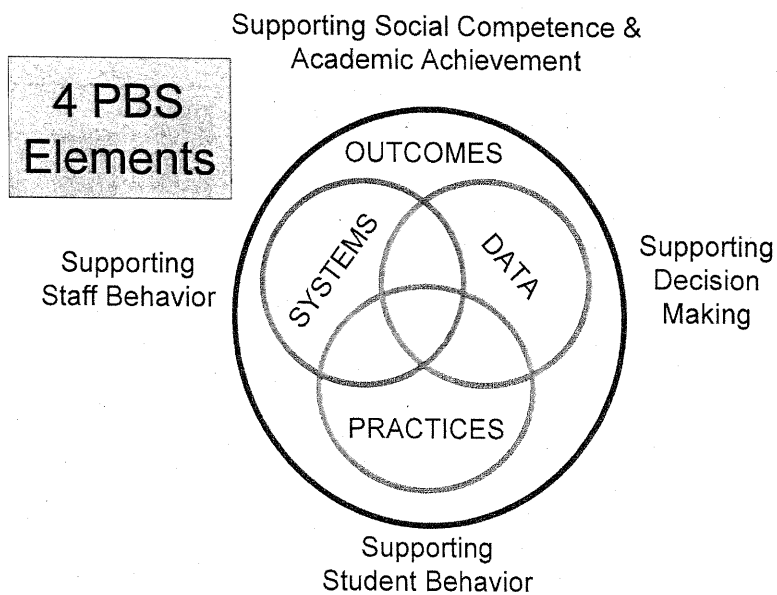 Supporting Social Competence &
Academic Achievement
4 PBS
Elements
OUTCOMES
SYSTEMS
DATA
PRACTICES
Supporting
Staff Behavior
Supporting
Decision
Making
Supporting
Student Behavior